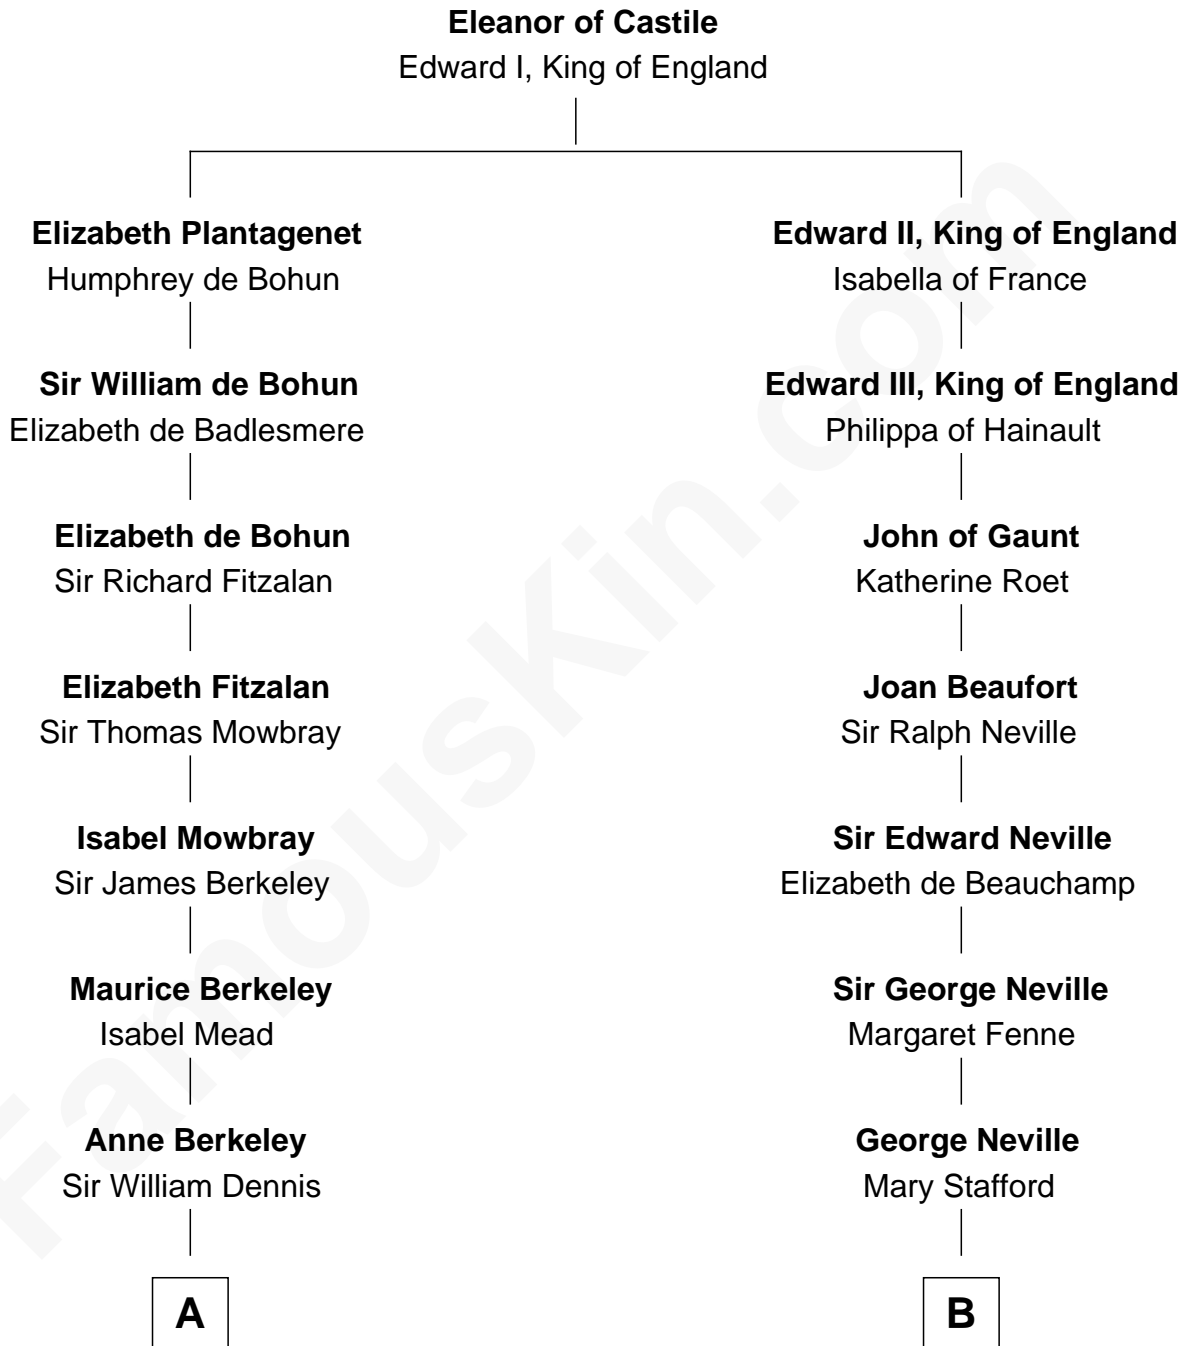 Eleanor of Castile
Edward I, King of England
Elizabeth Plantagenet
Humphrey de Bohun
Edward II, King of England
Isabella of France
Sir William de Bohun
Elizabeth de Badlesmere
Edward III, King of England
Philippa of Hainault
Elizabeth de Bohun
Sir Richard Fitzalan
John of Gaunt
Katherine Roet
Elizabeth Fitzalan
Sir Thomas Mowbray
Joan Beaufort
Sir Ralph Neville
Isabel Mowbray
Sir James Berkeley
Sir Edward Neville
Elizabeth de Beauchamp
Maurice Berkeley
Isabel Mead
Sir George Neville
Margaret Fenne
Anne Berkeley
Sir William Dennis
George Neville
Mary Stafford
A
B
FamousKin.com